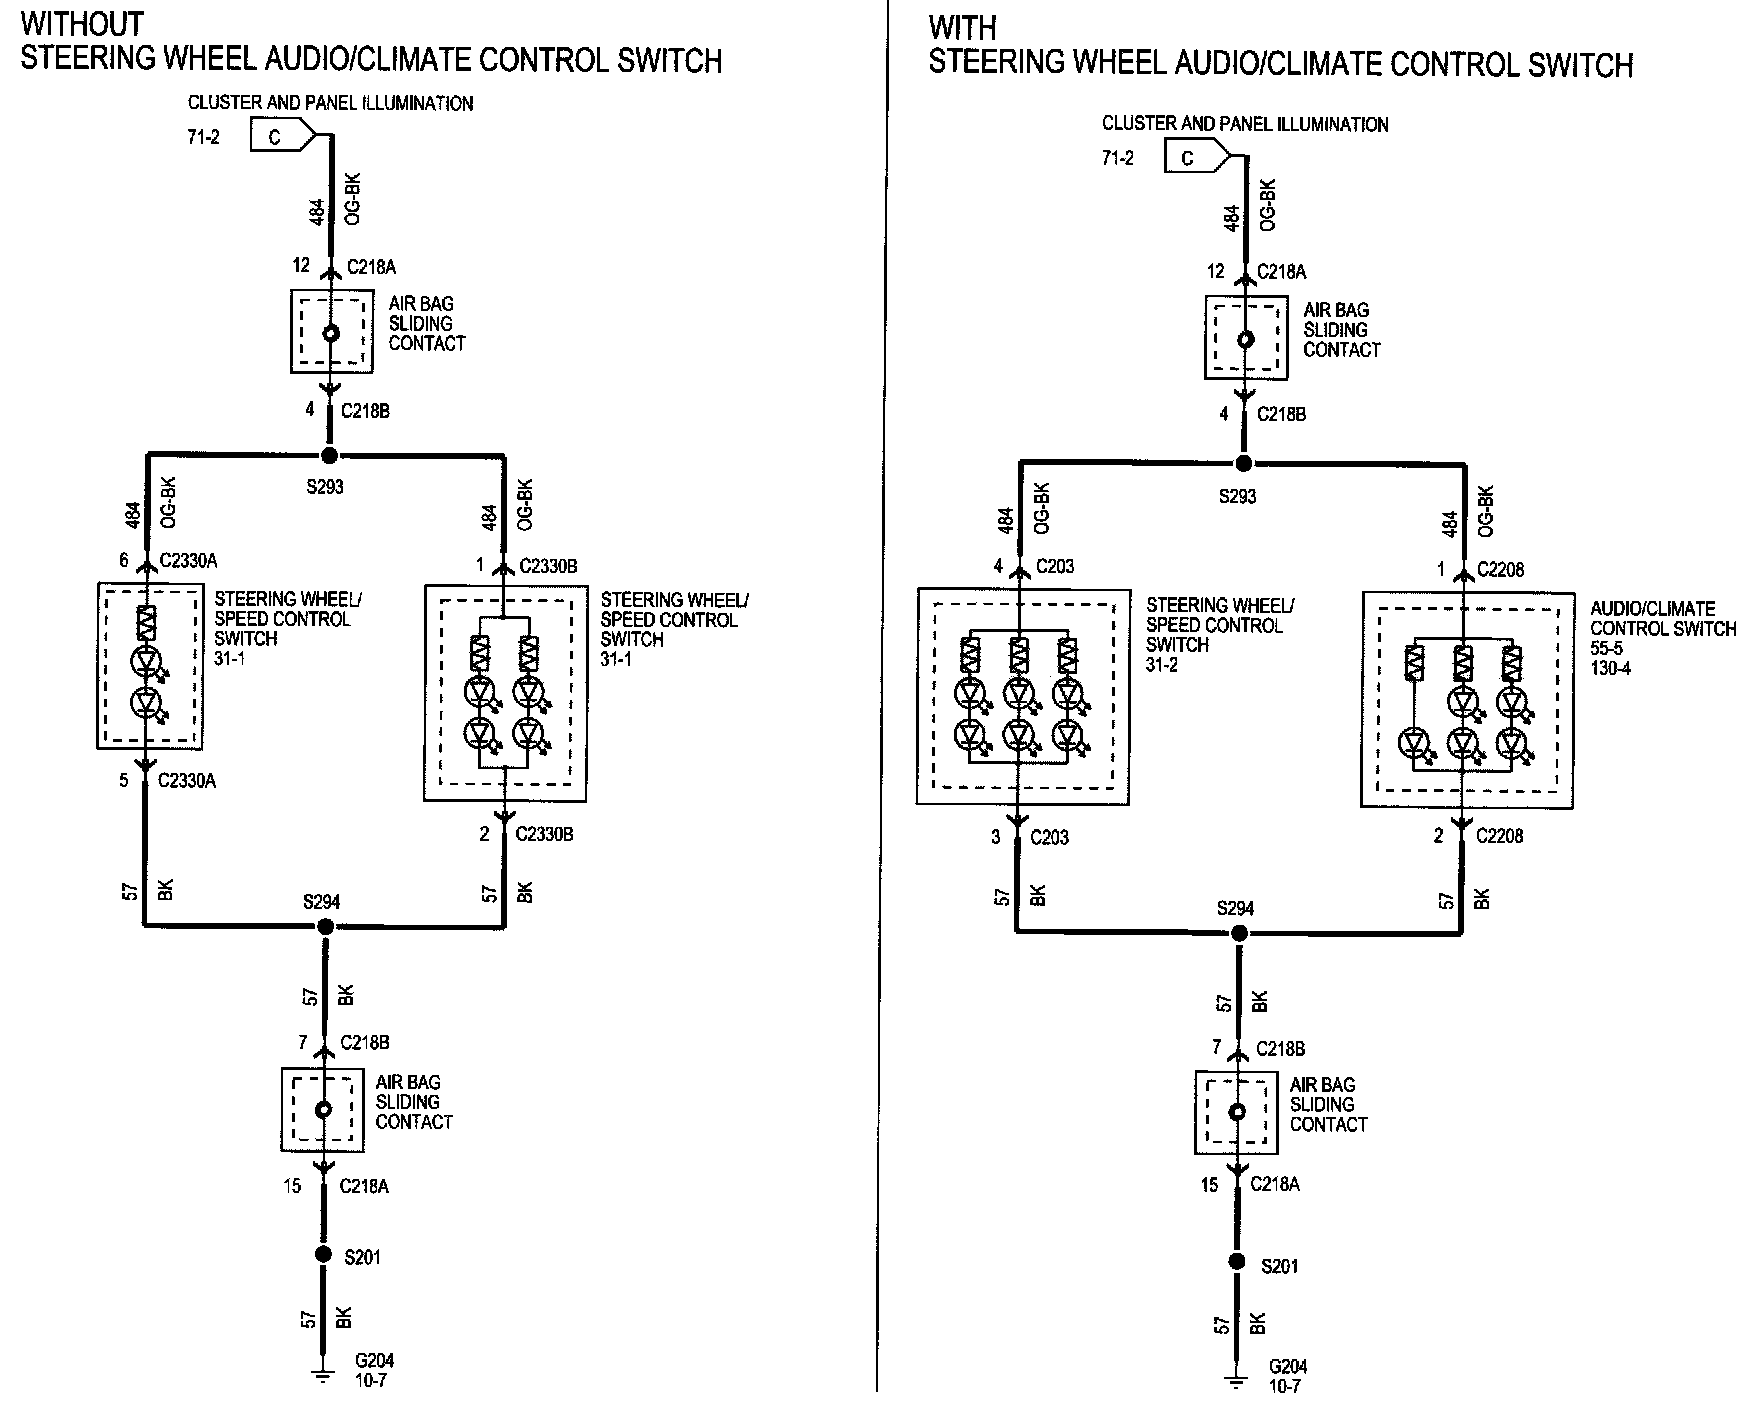 WITHOUT
STEERING WHEEL AUDIO/CLIMATE CONTROL SWITCH
CLUSTER AND PANEL ILLUMINATION
71-2
C
484
OG-BK
12
C218A
AIR BAG
SLIDING
CONTACT
4
C218B
S293
484
OG-BK
484
OG-BK
6
C2330A
1
C2330B
STEERING WHEEL/
SPEED CONTROL
SWITCH
31-1
STEERING WHEEL/
SPEED CONTROL
SWITCH
31-1
5
C2330A
2
C2330B
57
BK
57
BK
S294
57
BK
7
C218B
AIR BAG
SLIDING
CONTACT
15
C218A
S201
57
BK
G204
10-7
WITH
STEERING WHEEL AUDIO/CLIMATE CONTROL SWITCH
CLUSTER AND PANEL ILLUMINATION
71-2
C
484
OG-BK
12
C218A
AIR BAG
SLIDING
CONTACT
4
C218B
S293
484
OG-BK
484
OG-BK
4
C203
1
C2208
STEERING WHEEL/
SPEED CONTROL
SWITCH
31-2
AUDIO/CLIMATE
CONTROL SWITCH
55-5
130-4
3
C203
2
C2208
57
BK
57
BK
S294
57
BK
7
C218B
AIR BAG
SLIDING
CONTACT
15
C218A
S201
57
BK
G204
10-7